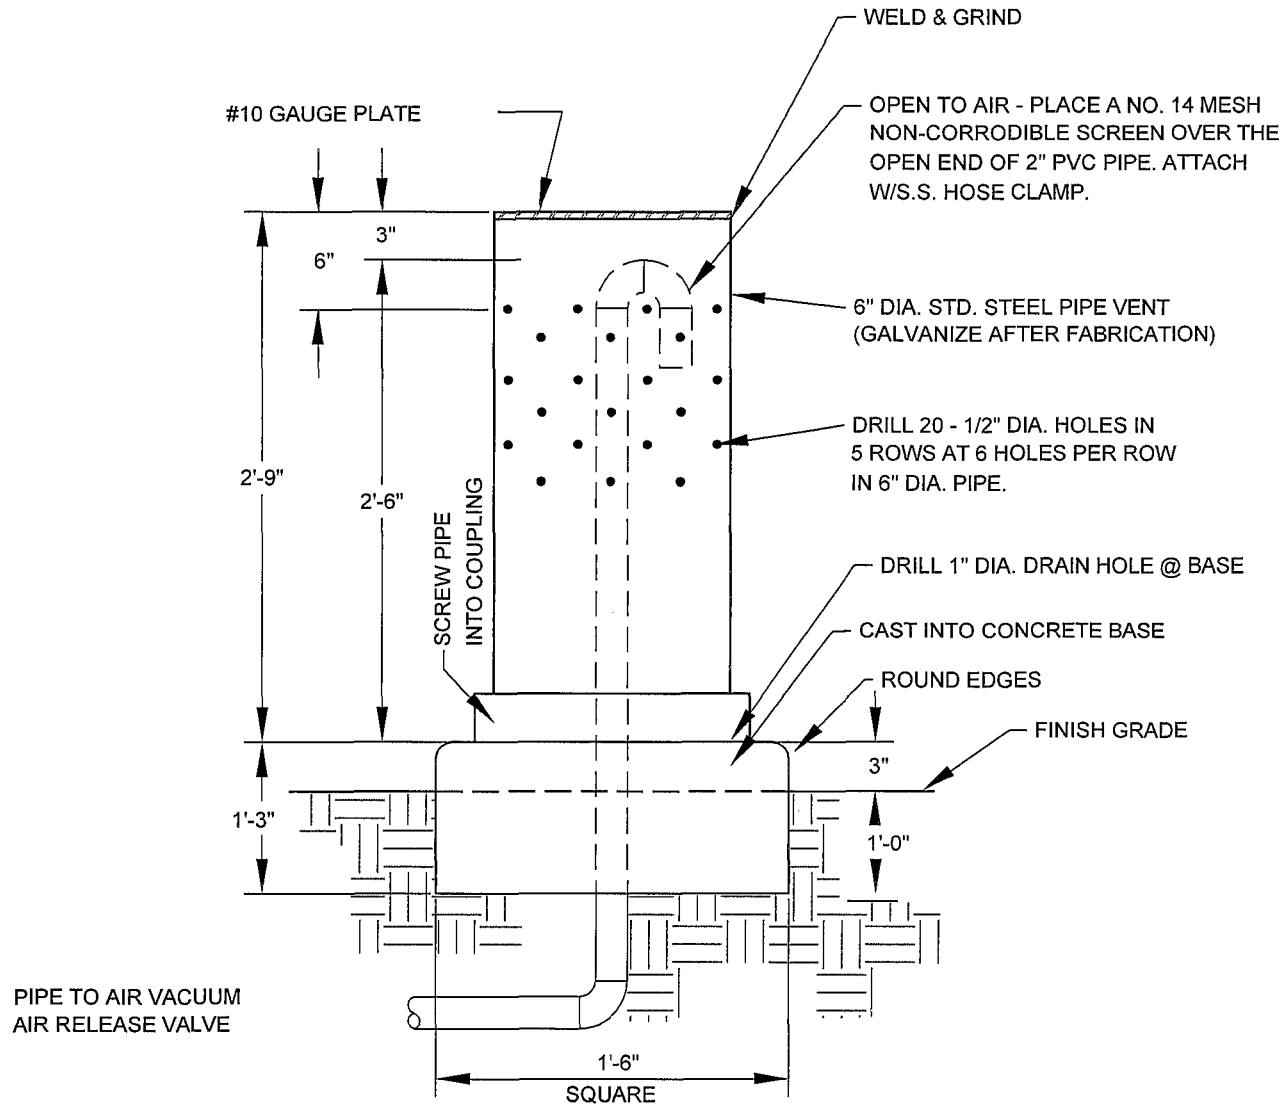 WELD & GRIND
#10 GAUGE PLATE
OPEN TO AIR - PLACE A NO. 14 MESH
NON-CORRODIBLE SCREEN OVER THE
OPEN END OF 2" PVC PIPE. ATTACH
W/S.S. HOSE CLAMP.
3"
6"
6" DIA. STD. STEEL PIPE VENT
(GALVANIZE AFTER FABRICATION)
DRILL 20 - 1/2" DIA. HOLES IN
5 ROWS AT 6 HOLES PER ROW
IN 6" DIA. PIPE.
2'-9"
2'-6"
SCREW PIPE
INTO COUPLING
DRILL 1" DIA. DRAIN HOLE @ BASE
CAST INTO CONCRETE BASE
ROUND EDGES
FINISH GRADE
3"
1'-3"
1'-0"
PIPE TO AIR VACUUM
AIR RELEASE VALVE
1'-6"
SQUARE